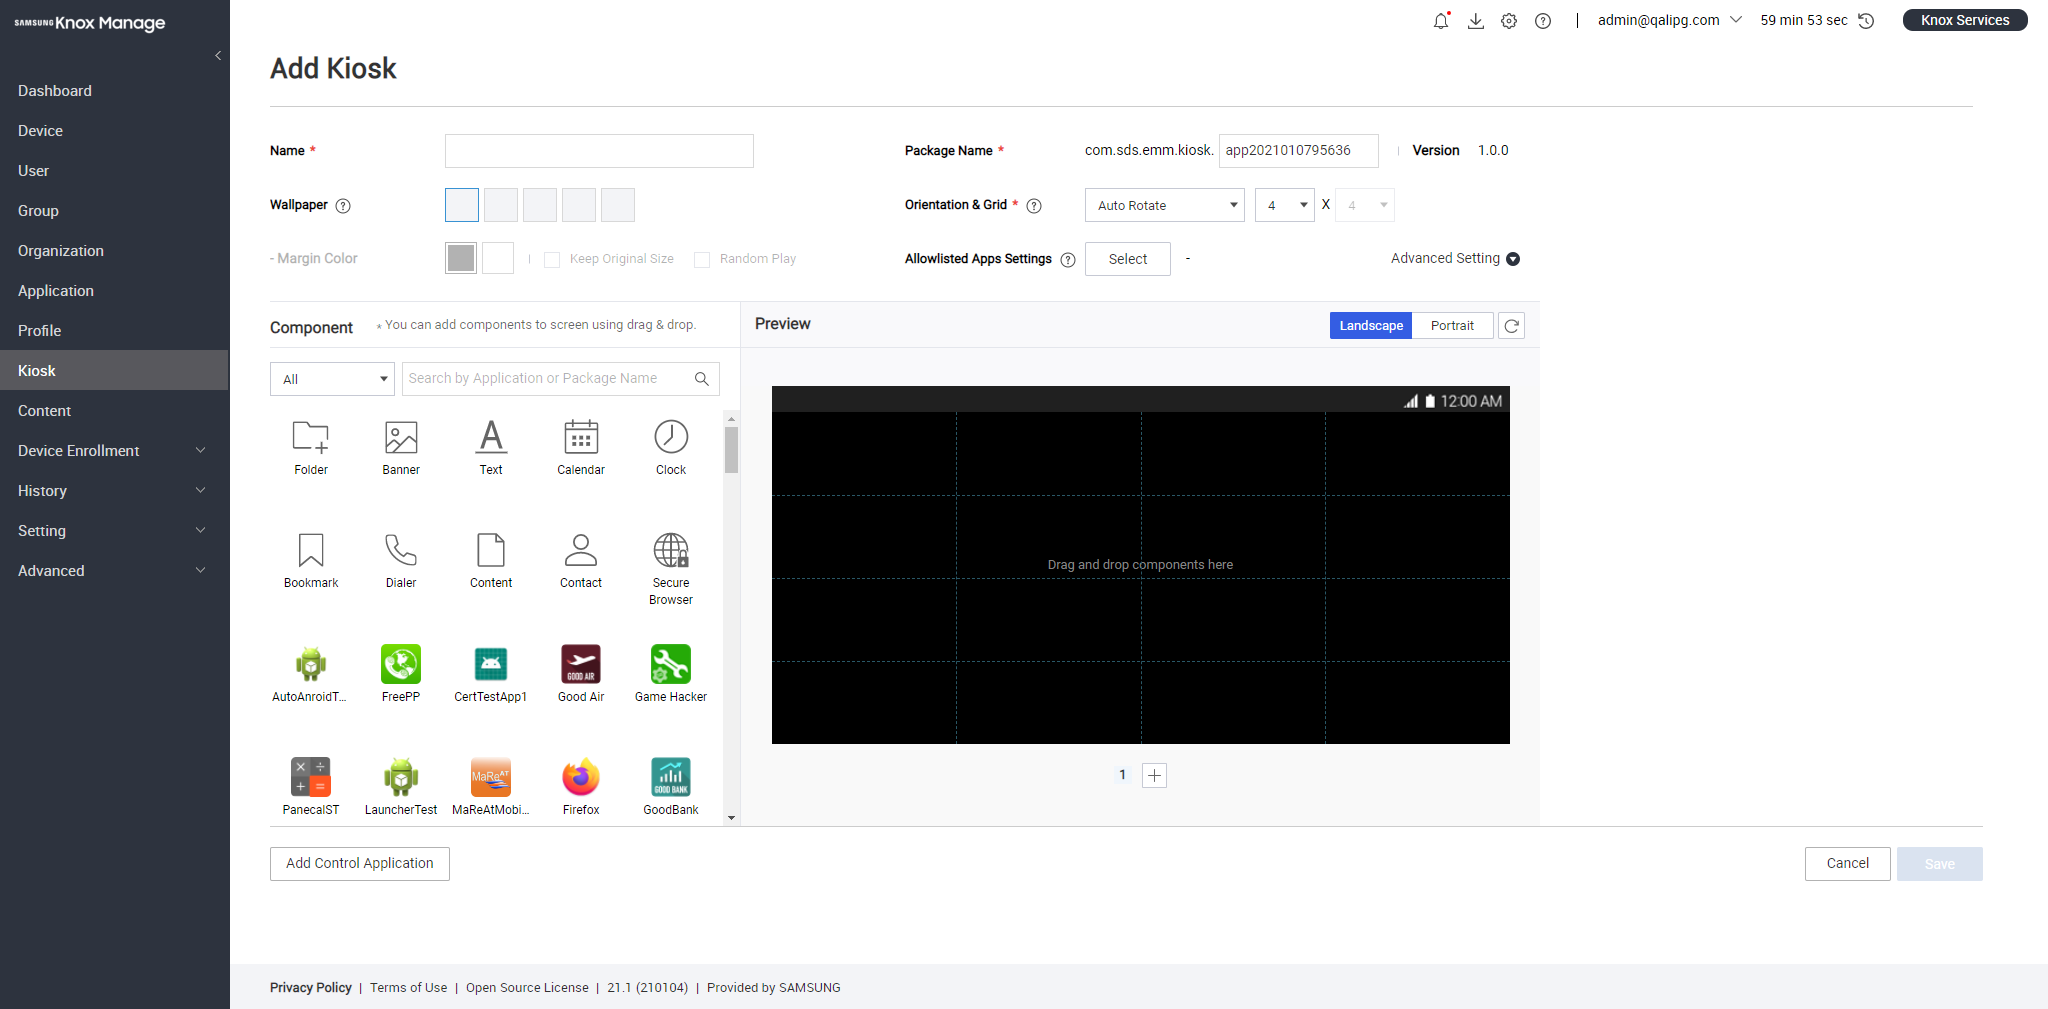 SAMSUNG Knox Manage
admin@qalipg.com
59 min 53 sec
Knox Services
Dashboard
Device
User
Group
Organization
Application
Profile
Kiosk
Content
Device Enrollment
History
Setting
Advanced
Add Kiosk
Name *
Package Name *
com.sds.emm.kiosk.
app2021010795636
Version 1.0.0
Wallpaper ?
Orientation & Grid * ?
Auto Rotate
4 X 4
- Margin Color
Keep Original Size
Random Play
Allowlisted Apps Settings ?
Select
-
Advanced Setting
Component
* You can add components to screen using drag & drop.
Preview
Landscape
Portrait
All
Search by Application or Package Name
Folder
Banner
Text
Calendar
Clock
Bookmark
Dialer
Content
Contact
Secure
Browser
GOOD AIR
AutoAnroidT...
FreePP
CertTestApp1
Good Air
Game Hacker
MaReAT
GOOD BANK
PanecalST
LauncherTest
MaReAtMobi...
Firefox
GoodBank
12:00 AM
Drag and drop components here
1 +
Add Control Application
Cancel
Save
Privacy Policy | Terms of Use | Open Source License | 21.1 (210104) | Provided by SAMSUNG